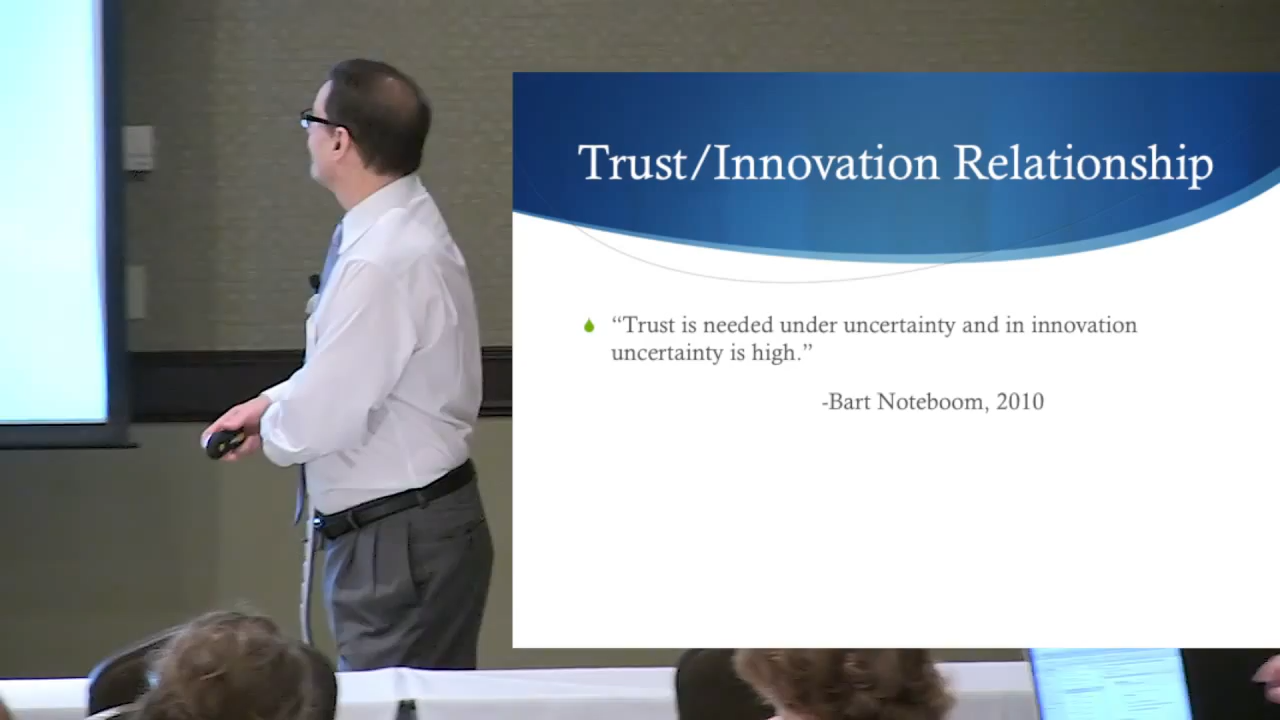 Trust/Innovation Relationship
“Trust is needed under uncertainty and in innovation
uncertainty is high.”
-Bart Noteboom, 2010